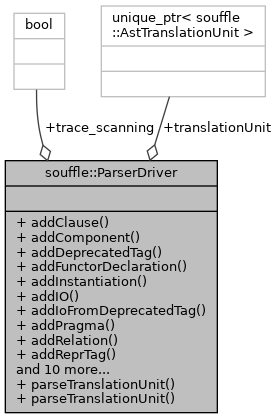 bool
unique_ptr< souffle
::AstTranslationUnit >
+trace_scanning
+translationUnit
souffle::ParserDriver
+ addClause()
+ addComponent()
+ addDeprecatedTag()
+ addFunctorDeclaration()
+ addInstantiation()
+ addIO()
+ addIoFromDeprecatedTag()
+ addPragma()
+ addRelation()
+ addReprTag()
and 10 more...
+ parseTranslationUnit()
+ parseTranslationUnit()